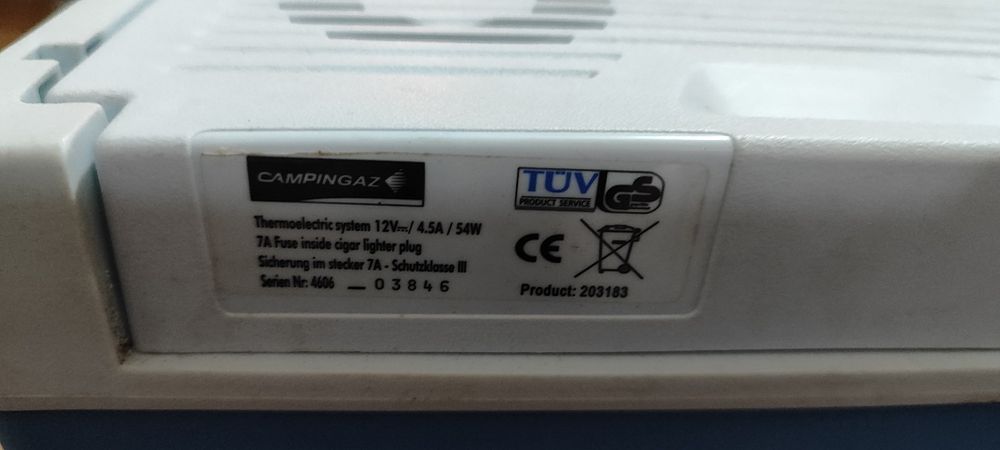 CAMPINGAZ
Thermoelectric system 12V⎓/ 4.5A / 54W
7A Fuse inside cigar lighter plug
Sicherung im stecker 7A - Schutzklasse III
Serien Nr: 4606 _ 03846
TÜV
PRODUCT SERVICE
GS
CE
Product: 203183